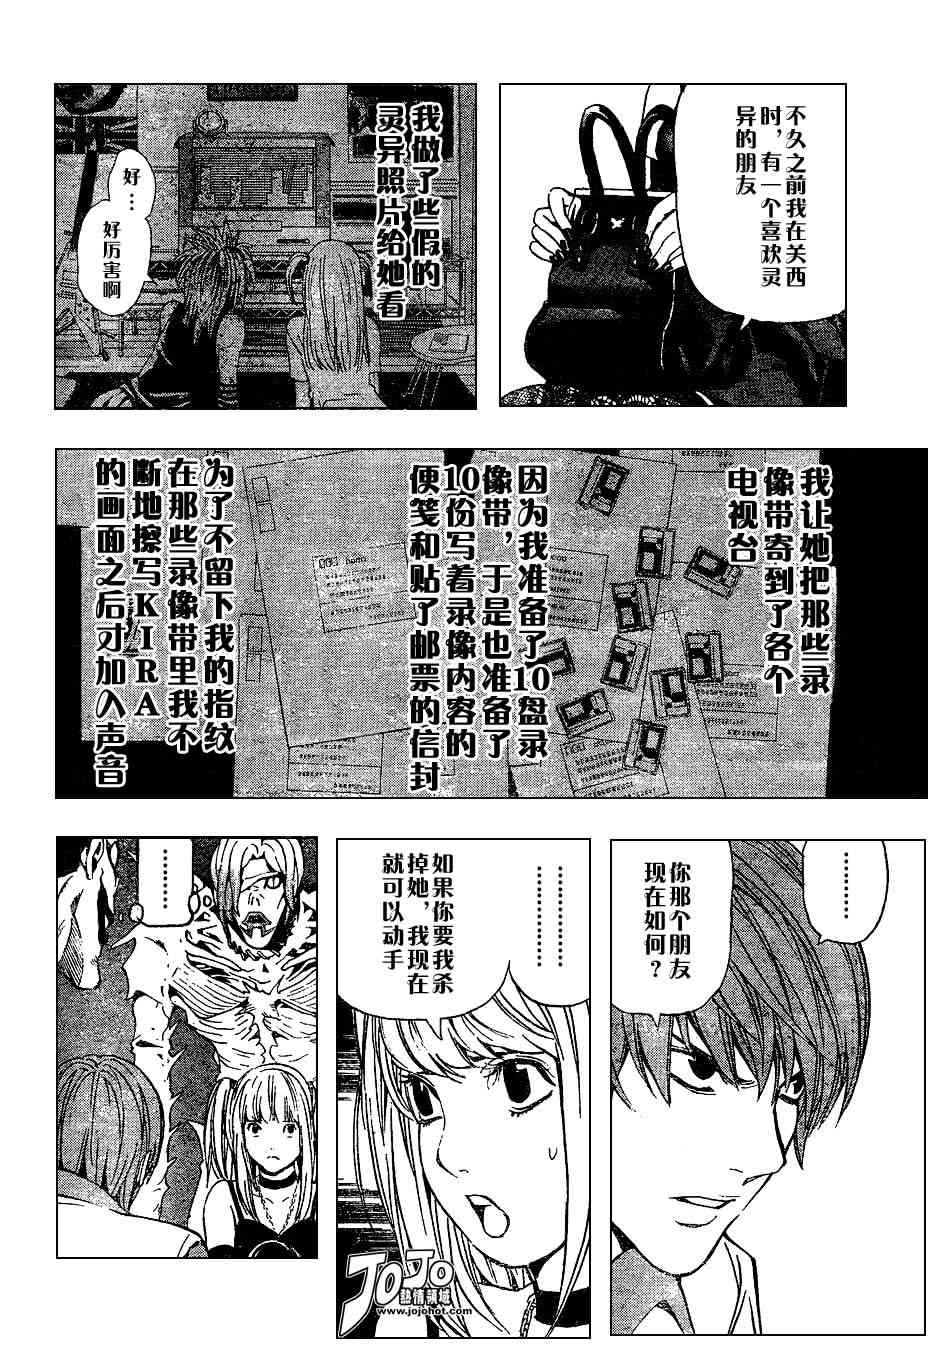 不久之前我在关西
时，有一个喜欢灵
异的朋友
我做了些假的
灵异照片给她看
好…
好厉害啊
我让她把那些录
像带寄到了各个
电视台
因为我准备了10盘录
像带，于是也准备了
10份写着录像内容的
便笺和贴了邮票的信封
为了不留下我的指纹
在那些录像带里我不
断地擦写KIRA
的画面之后才加入声音
………
你那个朋友
现在如何？
………
………
如果你要我杀
掉她，我现在
就可以动手
………
JOJO
熱情領域
www.jojohot.com